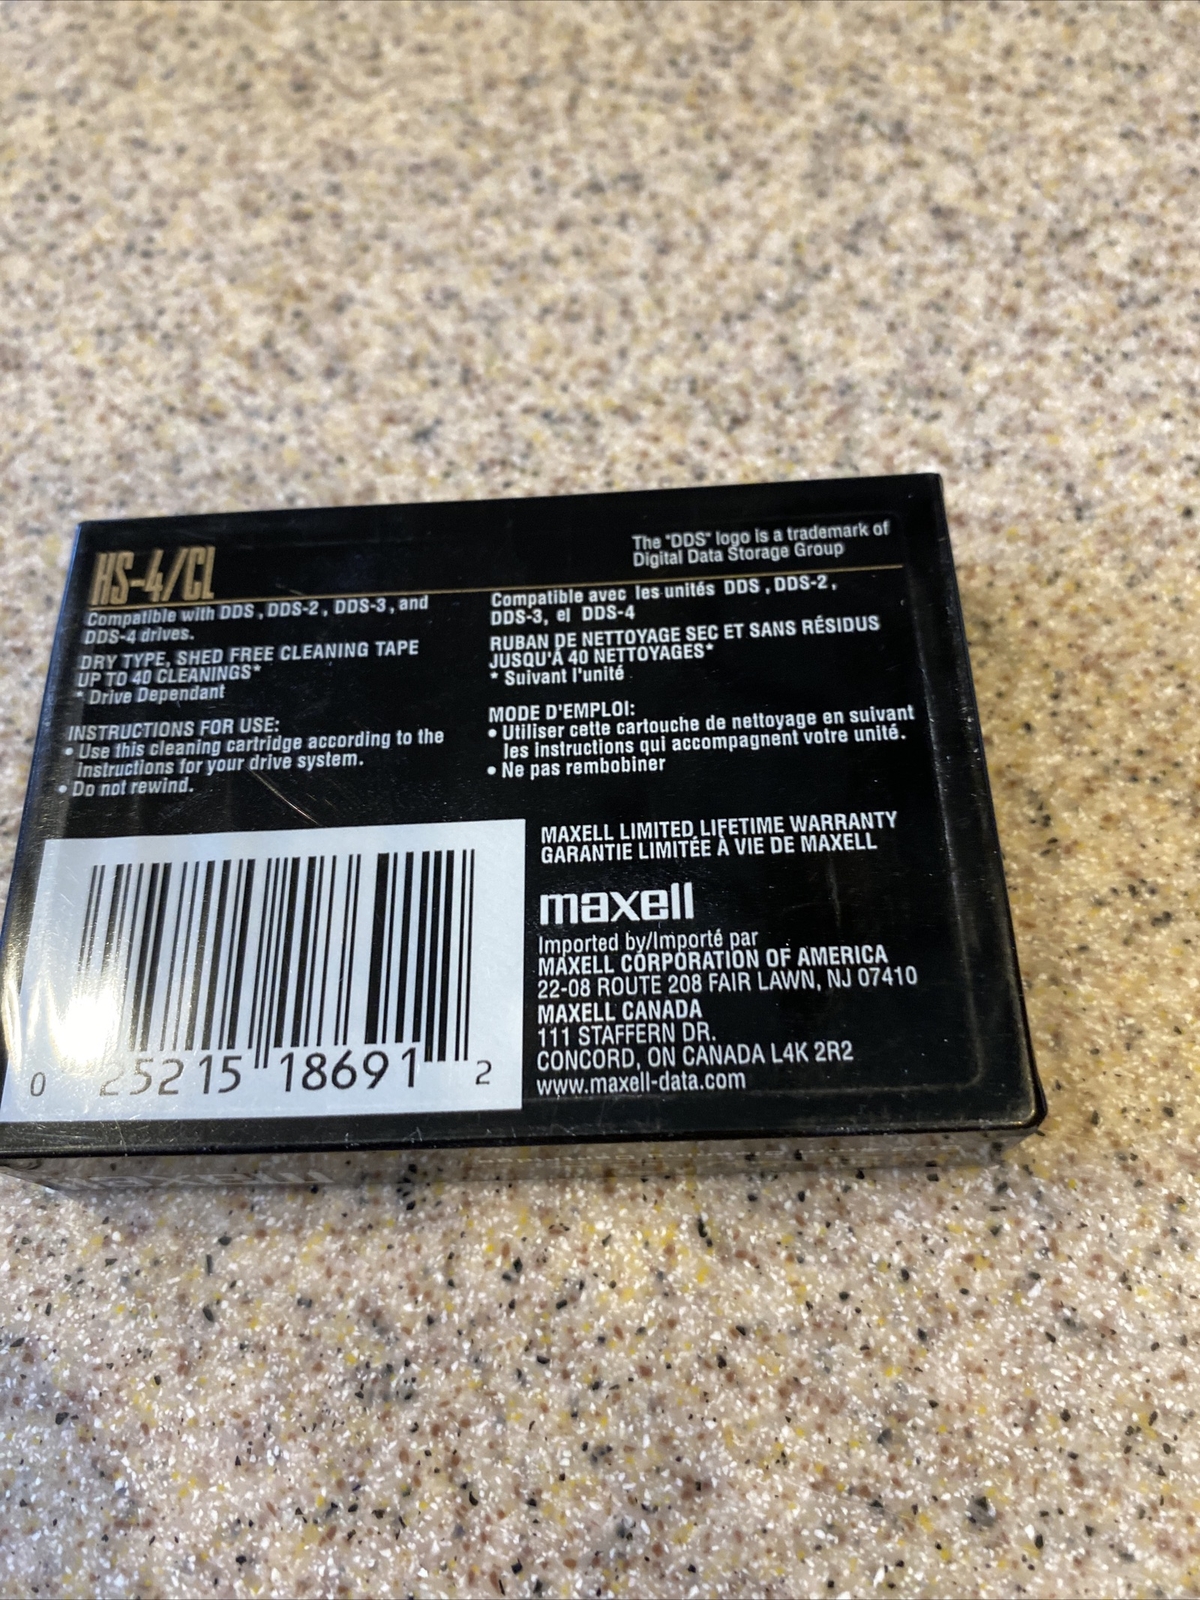 HS-4/CL
The "DDS" logo is a trademark of
Digital Data Storage Group
Compatible with DDS , DDS-2 , DDS-3 , and
DDS-4 drives.
DRY TYPE, SHED FREE CLEANING TAPE
UP TO 40 CLEANINGS*
* Drive Dependant
INSTRUCTIONS FOR USE:
• Use this cleaning cartridge according to the
instructions for your drive system.
• Do not rewind.
Compatible avec les unités DDS , DDS-2 ,
DDS-3, el DDS-4
RUBAN DE NETTOYAGE SEC ET SANS RÉSIDUS
JUSQU'À 40 NETTOYAGES*
* Suivant l'unité
MODE D'EMPLOI:
• Utiliser cette cartouche de nettoyage en suivant
les instructions qui accompagnent votre unité.
• Ne pas rembobiner
MAXELL LIMITED LIFETIME WARRANTY
GARANTIE LIMITÉE À VIE DE MAXELL
maxell
Imported by/Importé par
MAXELL CORPORATION OF AMERICA
22-08 ROUTE 208 FAIR LAWN, NJ 07410
MAXELL CANADA
111 STAFFERN DR.
CONCORD, ON CANADA L4K 2R2
www.maxell-data.com
0 25215 18691 2